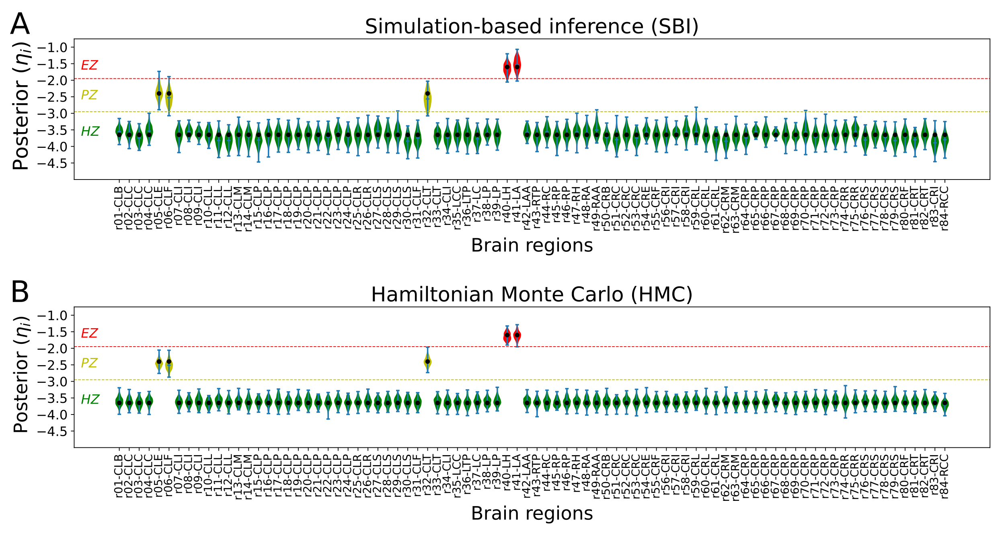 A
Simulation-based inference (SBI)
Posterior (ηi)
−1.0
−1.5
−2.0
−2.5
−3.0
−3.5
−4.0
−4.5
EZ
PZ
HZ
r01-CLB r02-CLC r03-CLC r04-CLC r05-CLE r06-CLF r07-CLI r08-CLI r09-CLI r10-CLL r11-CLL r12-CLL r13-CLM r14-CLM r15-CLP r16-CLP r17-CLP r18-CLP r19-CLP r20-CLP r21-CLP r22-CLP r23-CLP r24-CLP r25-CLR r26-CLR r27-CLS r28-CLS r29-CLS r30-CLS r31-CLF r32-CLT r33-CLT r34-CLI r35-LCC r36-LTP r37-LC r38-LP r39-LP r40-LH r41-LA r42-LAA r43-RTP r44-RC r45-RP r46-RP r47-RH r48-RA r49-RAA r50-CRB r51-CRC r52-CRC r53-CRC r54-CRE r55-CRF r56-CRI r57-CRI r58-CRI r59-CRL r60-CRL r61-CRL r62-CRM r63-CRM r64-CRP r65-CRP r66-CRP r67-CRP r68-CRP r69-CRP r70-CRP r71-CRP r72-CRP r73-CRP r74-CRR r75-CRR r76-CRS r77-CRS r78-CRS r79-CRS r80-CRF r81-CRT r82-CRT r83-CRI r84-RCC
Brain regions
B
Hamiltonian Monte Carlo (HMC)
Posterior (ηi)
−1.0
−1.5
−2.0
−2.5
−3.0
−3.5
−4.0
−4.5
EZ
PZ
HZ
r01-CLB r02-CLC r03-CLC r04-CLC r05-CLE r06-CLF r07-CLI r08-CLI r09-CLI r10-CLL r11-CLL r12-CLL r13-CLM r14-CLM r15-CLP r16-CLP r17-CLP r18-CLP r19-CLP r20-CLP r21-CLP r22-CLP r23-CLP r24-CLP r25-CLR r26-CLR r27-CLS r28-CLS r29-CLS r30-CLS r31-CLF r32-CLT r33-CLT r34-CLI r35-LCC r36-LTP r37-LC r38-LP r39-LP r40-LH r41-LA r42-LAA r43-RTP r44-RC r45-RP r46-RP r47-RH r48-RA r49-RAA r50-CRB r51-CRC r52-CRC r53-CRC r54-CRE r55-CRF r56-CRI r57-CRI r58-CRI r59-CRL r60-CRL r61-CRL r62-CRM r63-CRM r64-CRP r65-CRP r66-CRP r67-CRP r68-CRP r69-CRP r70-CRP r71-CRP r72-CRP r73-CRP r74-CRR r75-CRR r76-CRS r77-CRS r78-CRS r79-CRS r80-CRF r81-CRT r82-CRT r83-CRI r84-RCC
Brain regions